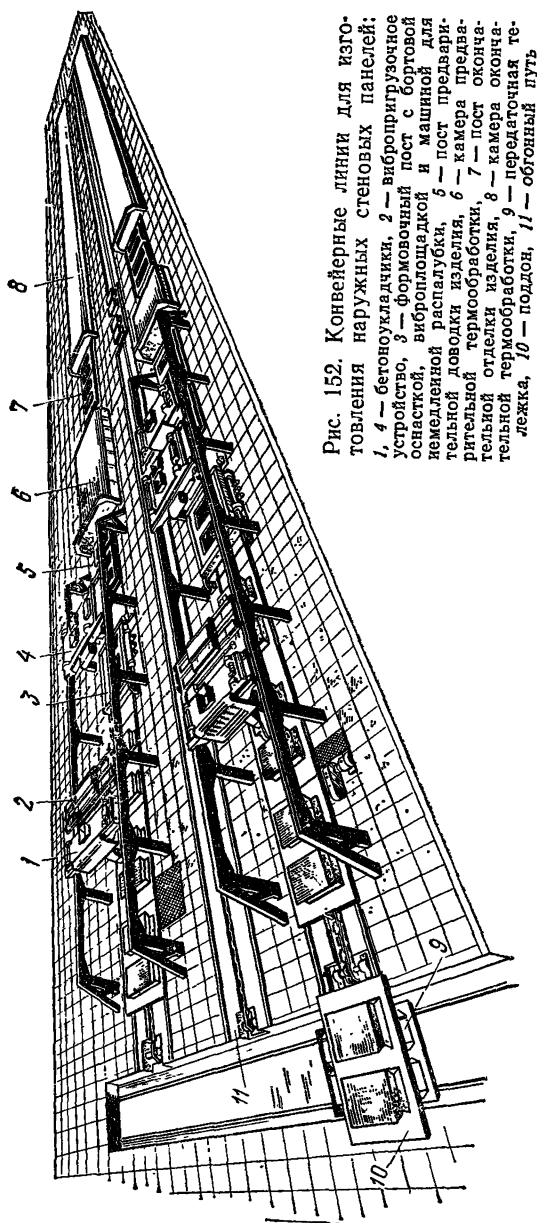 1 2 3 4 5 6 7 8
11
10 9
Рис. 152. Конвейерные линии для изго-
товления наружных стеновых панелей:
1, 4 — бетоноукладчики, 2 — вибропригрузочное
устройство, 3 — формовочный пост с бортовой
оснасткой, виброплощадкой и машиной для
немедленной распалубки, 5 — пост предвари-
тельной доводки изделия, 6 — камера предва-
рительной термообработки, 7 — пост оконча-
тельной отделки изделия, 8 — камера оконча-
тельной термообработки, 9 — передаточная те-
лежка, 10 — поддон, 11 — обгонный путь